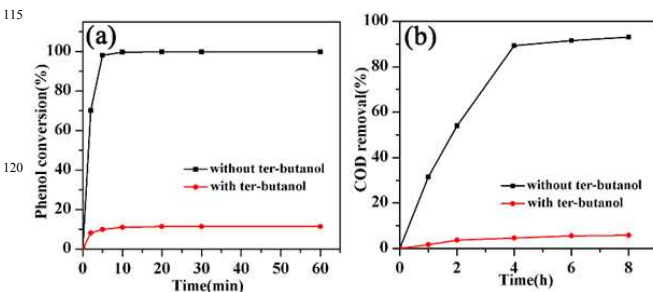 115
120
(a)
Phenol conversion(%)
100
80
60
40
20
0
without ter-butanol
with ter-butanol
0 10 20 30 40 50 60
Time(min)
(b)
COD removal(%)
100
80
60
40
20
0
without ter-butanol
with ter-butanol
0 2 4 6 8
Time(h)